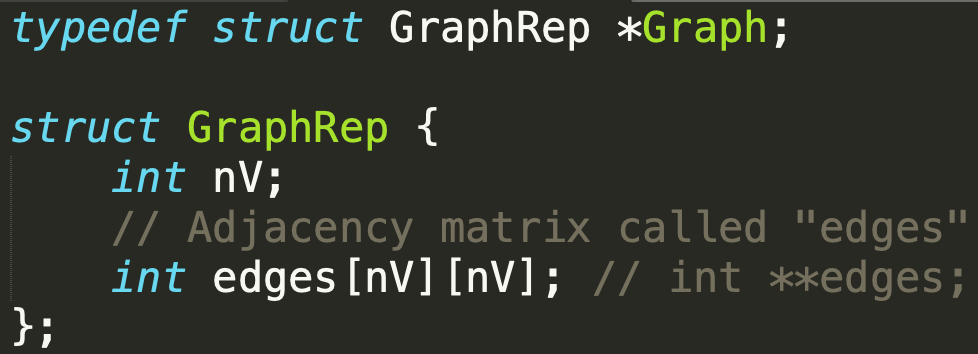 typedef struct GraphRep *Graph;
struct GraphRep {
int nV;
// Adjacency matrix called "edges"
int edges[nV][nV]; // int **edges;
};